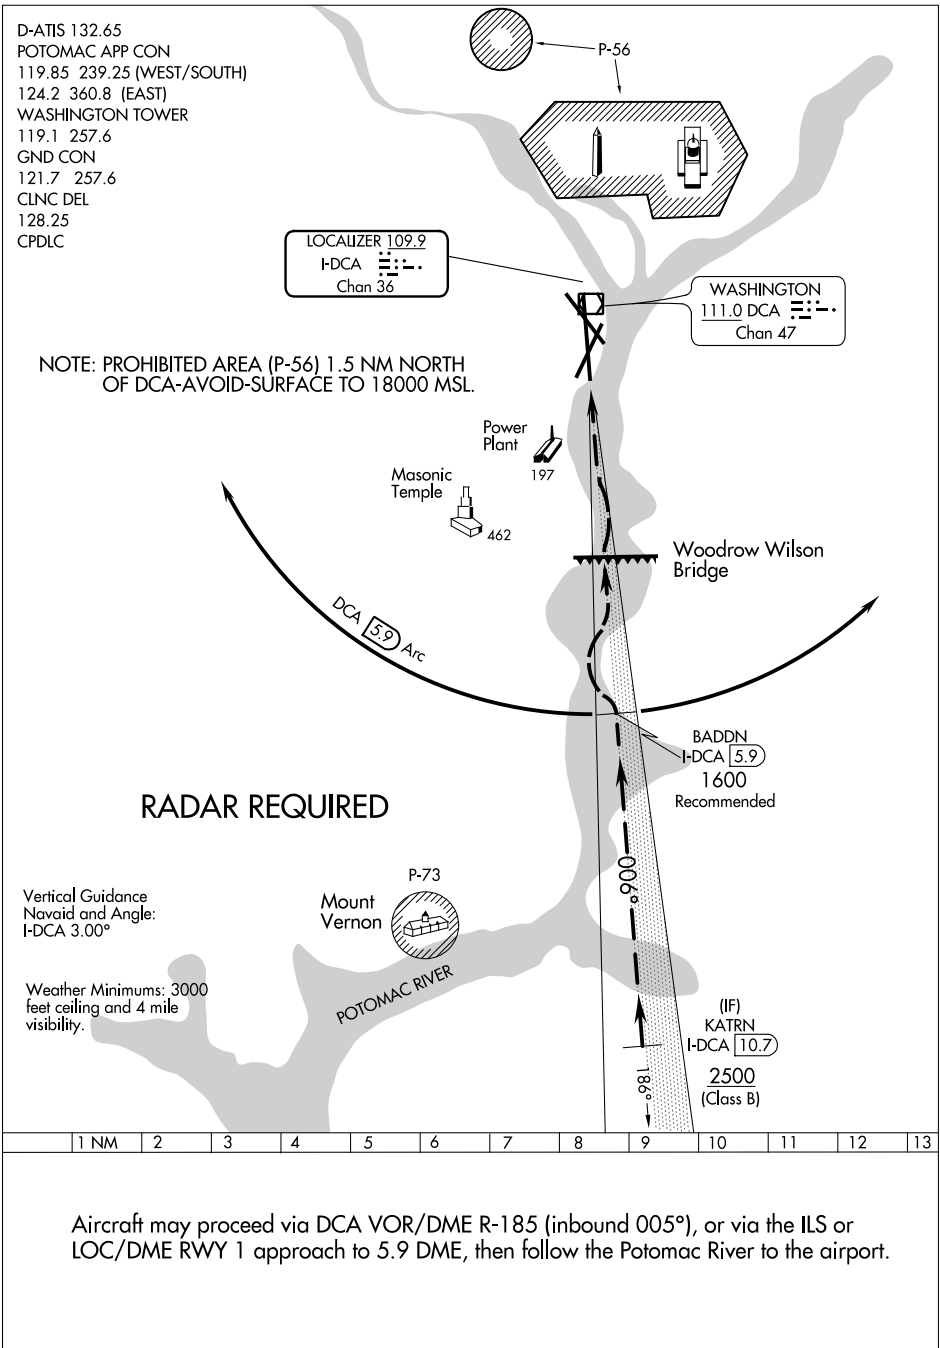 D-ATIS 132.65
POTOMAC APP CON
119.85 239.25 (WEST/SOUTH)
124.2 360.8 (EAST)
WASHINGTON TOWER
119.1 257.6
GND CON
121.7 257.6
CLNC DEL
128.25
CPDLC
P-56
LOCALIZER 109.9
I-DCA
Chan 36
WASHINGTON
111.0 DCA
Chan 47
NOTE: PROHIBITED AREA (P-56) 1.5 NM NORTH
OF DCA-AVOID-SURFACE TO 18000 MSL.
Power
Plant
197
Masonic
Temple
462
Woodrow Wilson
Bridge
DCA 5.9 Arc
BADDN
I-DCA 5.9
1600
Recommended
RADAR REQUIRED
006°
P-73
Mount
Vernon
Vertical Guidance
Navaid and Angle:
I-DCA 3.00°
POTOMAC RIVER
Weather Minimums: 3000
feet ceiling and 4 mile
visibility.
(IF)
KATRN
I-DCA 10.7
2500
(Class B)
186°
1 NM 2 3 4 5 6 7 8 9 10 11 12 13
Aircraft may proceed via DCA VOR/DME R-185 (inbound 005°), or via the ILS or
LOC/DME RWY 1 approach to 5.9 DME, then follow the Potomac River to the airport.